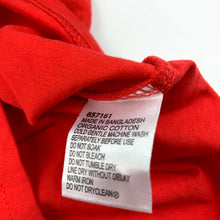 657161
MADE IN BANGLADESH
ORGANIC COTTON
COLD GENTLE MACHINE WASH
SEPARATELY BEFORE USE
DO NOT SOAK
DO NOT BLEACH
DO NOT TUMBLE DRY
LINE DRY WITHOUT DELAY
WARM IRON
DO NOT DRYCLEAN